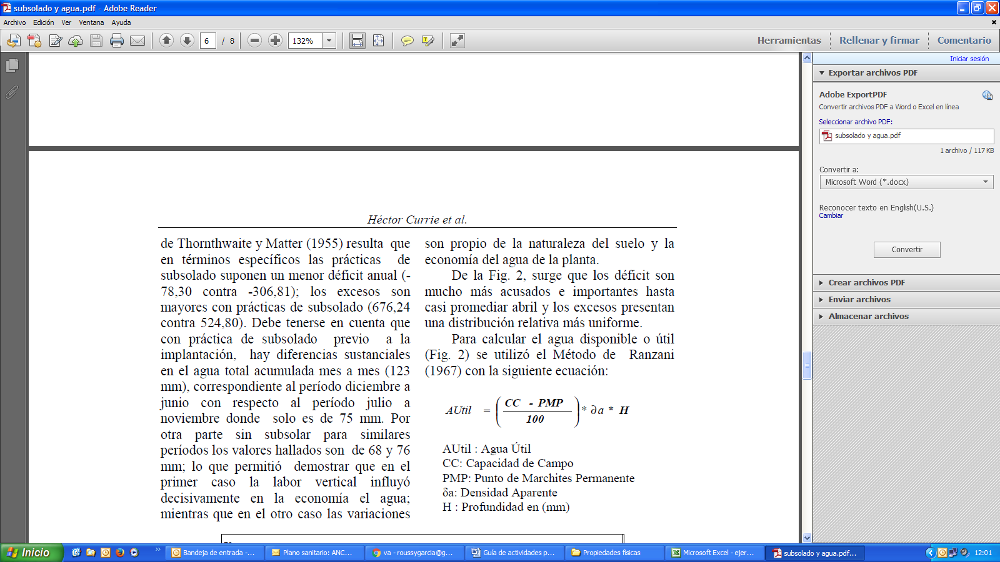 subsolado y agua.pdf - Adobe Reader
Archivo Edición Ver Ventana Ayuda
6 / 8 132% Herramientas Rellenar y firmar Comentario
Iniciar sesión
Exportar archivos PDF
Adobe ExportPDF
Convertir archivos PDF a Word o Excel en línea
Seleccionar archivo PDF:
subsolado y agua.pdf
1 archivo / 117 KB
Convertir a:
Microsoft Word (*.docx)
Reconocer texto en English(U.S.)
Cambiar
Convertir
Crear archivos PDF
Enviar archivos
Almacenar archivos
Héctor Currie et al.
de Thornthwaite y Matter (1955) resulta que
en términos específicos las prácticas de
subsolado suponen un menor déficit anual (-
78,30 contra -306,81); los excesos son
mayores con prácticas de subsolado (676,24
contra 524,80). Debe tenerse en cuenta que
con práctica de subsolado previo a la
implantación, hay diferencias sustanciales
en el agua total acumulada mes a mes (123
mm), correspondiente al período diciembre a
junio con respecto al período julio a
noviembre donde solo es de 75 mm. Por
otra parte sin subsolar para similares
períodos los valores hallados son de 68 y 76
mm; lo que permitió demostrar que en el
primer caso la labor vertical influyó
decisivamente en la economía el agua;
mientras que en el otro caso las variaciones
son propio de la naturaleza del suelo y la
economía del agua de la planta.
De la Fig. 2, surge que los déficit son
mucho más acusados e importantes hasta
casi promediar abril y los excesos presentan
una distribución relativa más uniforme.
Para calcular el agua disponible o útil
(Fig. 2) se utilizó el Método de Ranzani
(1967) con la siguiente ecuación:
AUtil = ( CC - PMP / 100 ) * ∂a * H
AUtil : Agua Útil
CC: Capacidad de Campo
PMP: Punto de Marchites Permanente
δa: Densidad Aparente
H : Profundidad en (mm)
Inicio » Bandeja de entrada -... Plano sanitario: ANC... va - roussygarcia@g... Guía de actividades p... Propiedades fisicas Microsoft Excel - ejer... subsolado y agua.pdf... 12:01